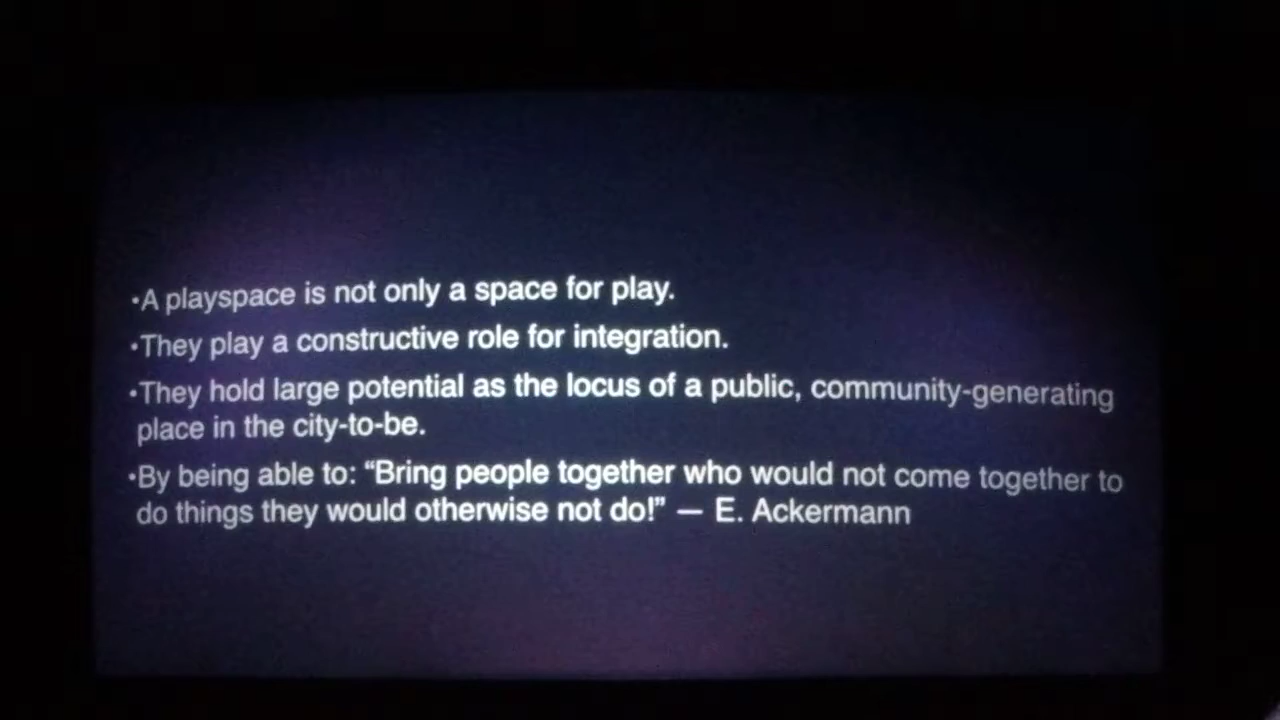 •A playspace is not only a space for play.
•They play a constructive role for integration.
•They hold large potential as the locus of a public, community-generating
place in the city-to-be.
•By being able to: “Bring people together who would not come together to
do things they would otherwise not do!” — E. Ackermann